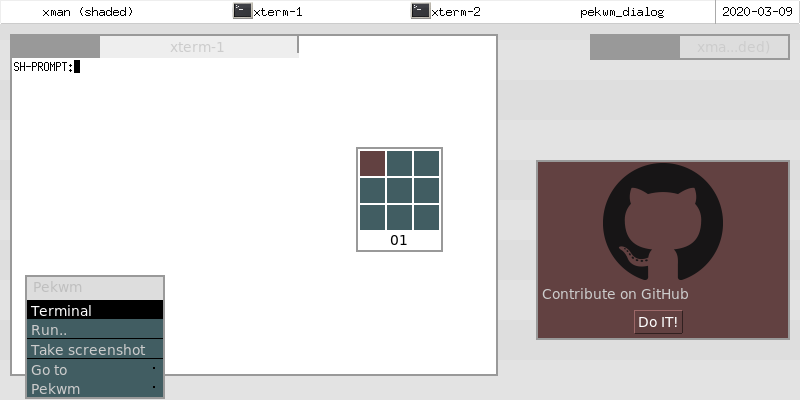 xman (shaded) xterm-1 xterm-2 pekwm_dialog 2020-03-09
xterm-1
xma...ded)
SH-PROMPT:
01
Contribute on GitHub
Do IT!
Pekwm
Terminal
Run..
Take screenshot
Go to
Pekwm